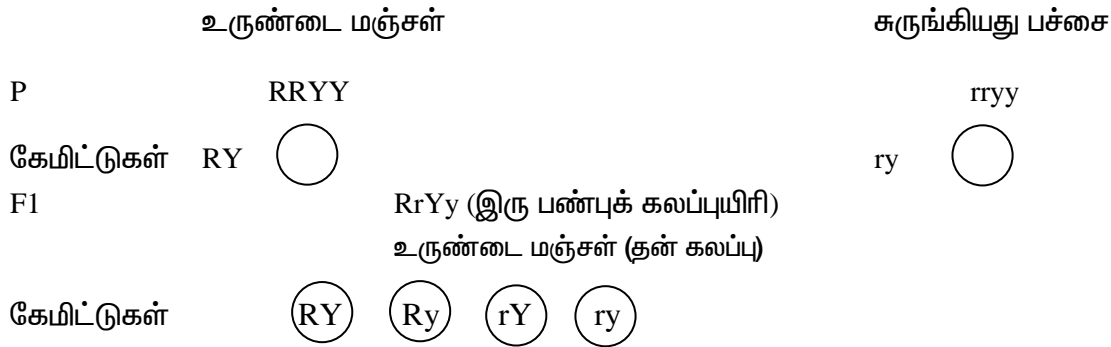 உருண்டை மஞ்சள் சுருங்கியது பச்சை
P RRYY rryy
கேமிட்டுகள் RY ry
F1 RrYy (இரு பண்புக் கலப்புயிரி)
உருண்டை மஞ்சள் (தன் கலப்பு)
கேமிட்டுகள் RY Ry rY ry